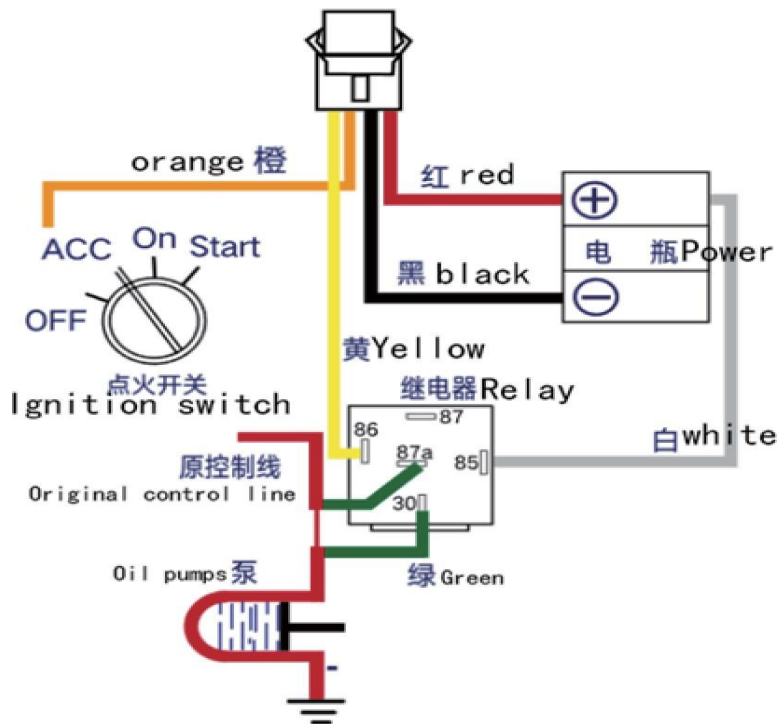 orange 橙
红 red
ACC
On
Start
OFF
+
电 瓶Power
−
黑 black
点火开关
Ignition switch
黄Yellow
继电器Relay
87
86
87a
85
30
白white
原控制线
Original control line
Oil pumps泵
绿Green
-